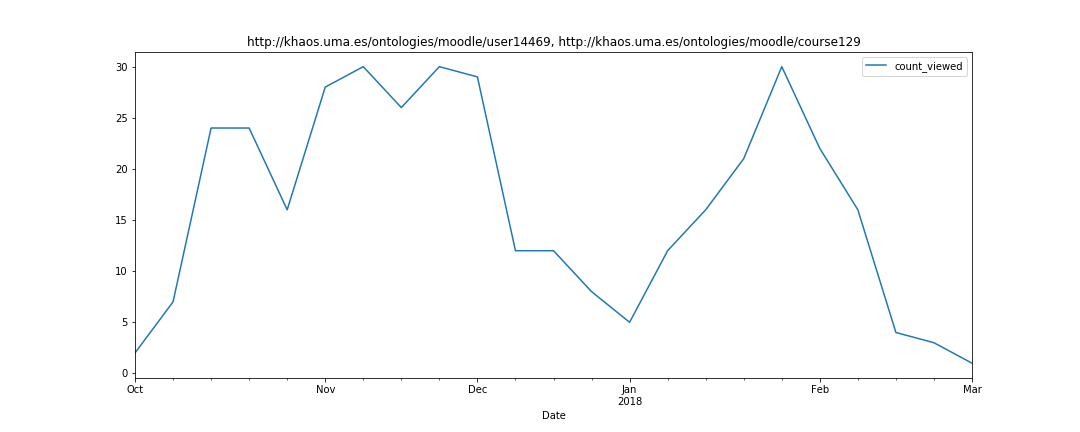 http://khaos.uma.es/ontologies/moodle/user14469, http://khaos.uma.es/ontologies/moodle/course129
count_viewed
30
25
20
15
10
5
0
Oct Nov Dec Jan Feb Mar
2018
Date